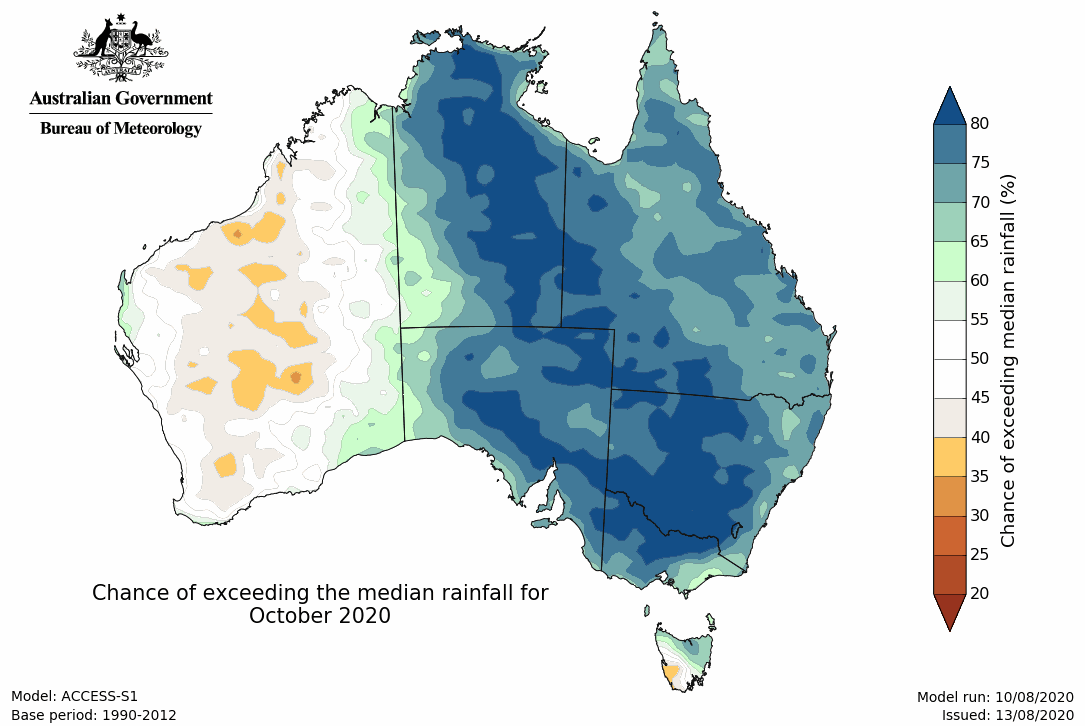 Australian Government
Bureau of Meteorology
80
75
70
65
60
55
50
45
40
35
30
25
20
Chance of exceeding median rainfall (%)
Chance of exceeding the median rainfall for
October 2020
Model: ACCESS-S1
Base period: 1990-2012
Model run: 10/08/2020
Issued: 13/08/2020